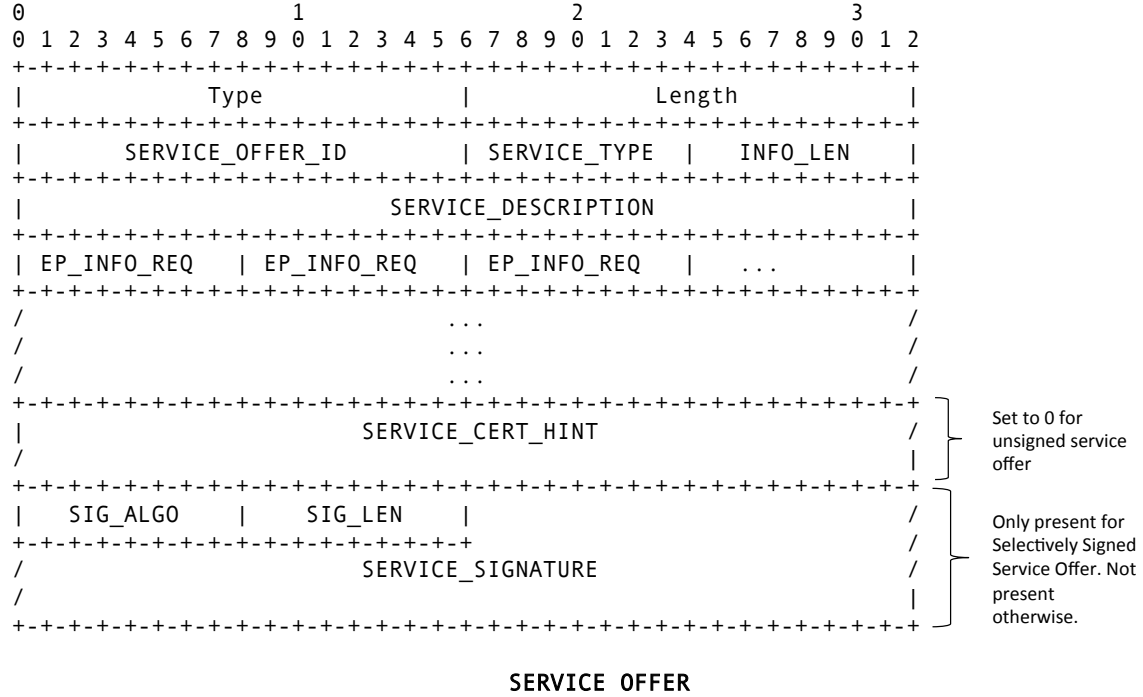 0                   1                   2                   3
0 1 2 3 4 5 6 7 8 9 0 1 2 3 4 5 6 7 8 9 0 1 2 3 4 5 6 7 8 9 0 1 2
+-+-+-+-+-+-+-+-+-+-+-+-+-+-+-+-+-+-+-+-+-+-+-+-+-+-+-+-+-+-+-+-+
|             Type              |             Length            |
+-+-+-+-+-+-+-+-+-+-+-+-+-+-+-+-+-+-+-+-+-+-+-+-+-+-+-+-+-+-+-+-+
|       SERVICE_OFFER_ID        | SERVICE_TYPE  |   INFO_LEN    |
+-+-+-+-+-+-+-+-+-+-+-+-+-+-+-+-+-+-+-+-+-+-+-+-+-+-+-+-+-+-+-+-+
|                          SERVICE_DESCRIPTION                  |
+-+-+-+-+-+-+-+-+-+-+-+-+-+-+-+-+-+-+-+-+-+-+-+-+-+-+-+-+-+-+-+-+
| EP_INFO_REQ   | EP_INFO_REQ   | EP_INFO_REQ   |   ...         |
+-+-+-+-+-+-+-+-+-+-+-+-+-+-+-+-+-+-+-+-+-+-+-+-+-+-+-+-+-+-+-+-+
/                              ...                              /
/                              ...                              /
/                              ...                              /
+-+-+-+-+-+-+-+-+-+-+-+-+-+-+-+-+-+-+-+-+-+-+-+-+-+-+-+-+-+-+-+-+
|                        SERVICE_CERT_HINT                      /
/                                                               |
+-+-+-+-+-+-+-+-+-+-+-+-+-+-+-+-+-+-+-+-+-+-+-+-+-+-+-+-+-+-+-+-+
Set to 0 for
unsigned service
offer
|   SIG_ALGO    |    SIG_LEN    |                               /
+-+-+-+-+-+-+-+-+-+-+-+-+-+-+-+-+                               /
/                        SERVICE_SIGNATURE                      /
/                                                               |
+-+-+-+-+-+-+-+-+-+-+-+-+-+-+-+-+-+-+-+-+-+-+-+-+-+-+-+-+-+-+-+-+
Only present for
Selectively Signed
Service Offer. Not
present
otherwise.
SERVICE OFFER